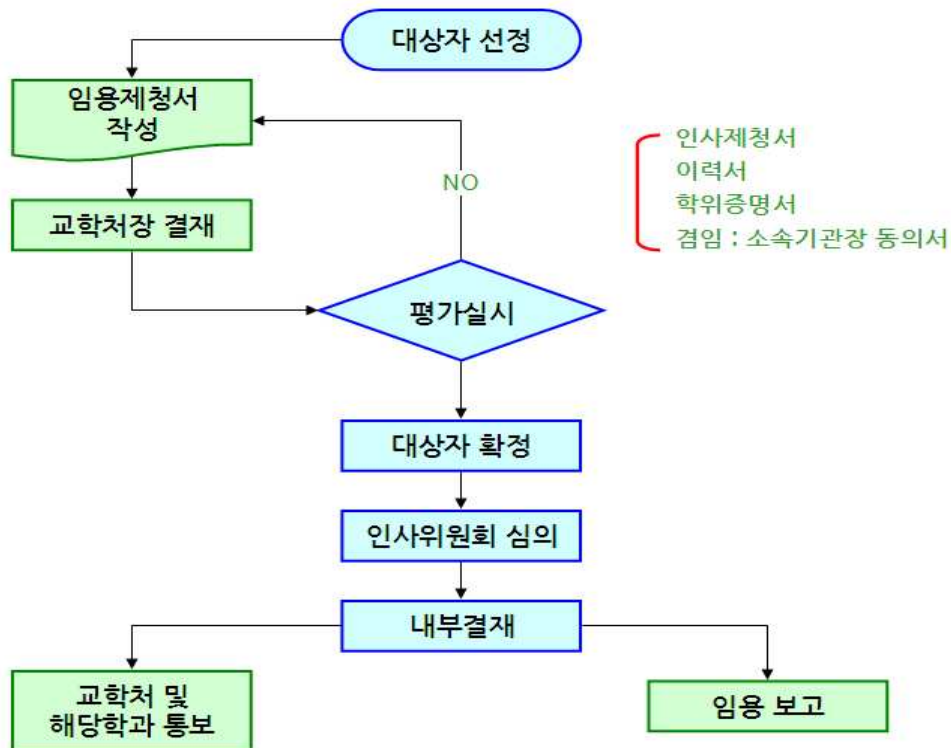 대상자 선정
임용제청서
작성
인사제청서
이력서
학위증명서
겸임 : 소속기관장 동의서
NO
교학처장 결재
평가실시
대상자 확정
인사위원회 심의
내부결재
교학처 및
해당학과 통보
임용 보고